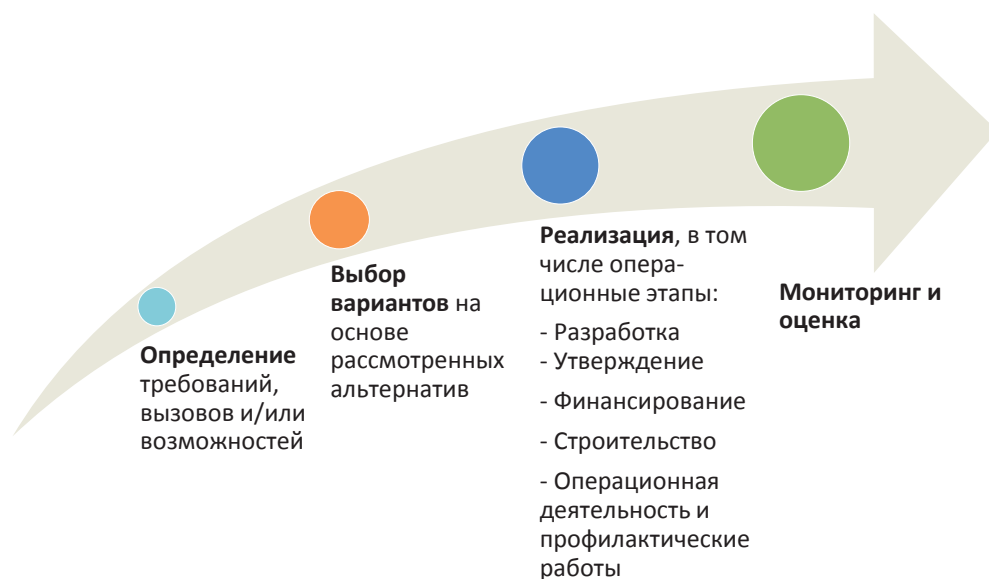 Определение
требований,
вызовов и/или
возможностей
Выбор
вариантов на
основе
рассмотренных
альтернатив
Реализация, в том
числе опера-
ционные этапы:
- Разработка
- Утверждение
- Финансирование
- Строительство
- Операционная
деятельность и
профилактические
работы
Мониторинг и
оценка